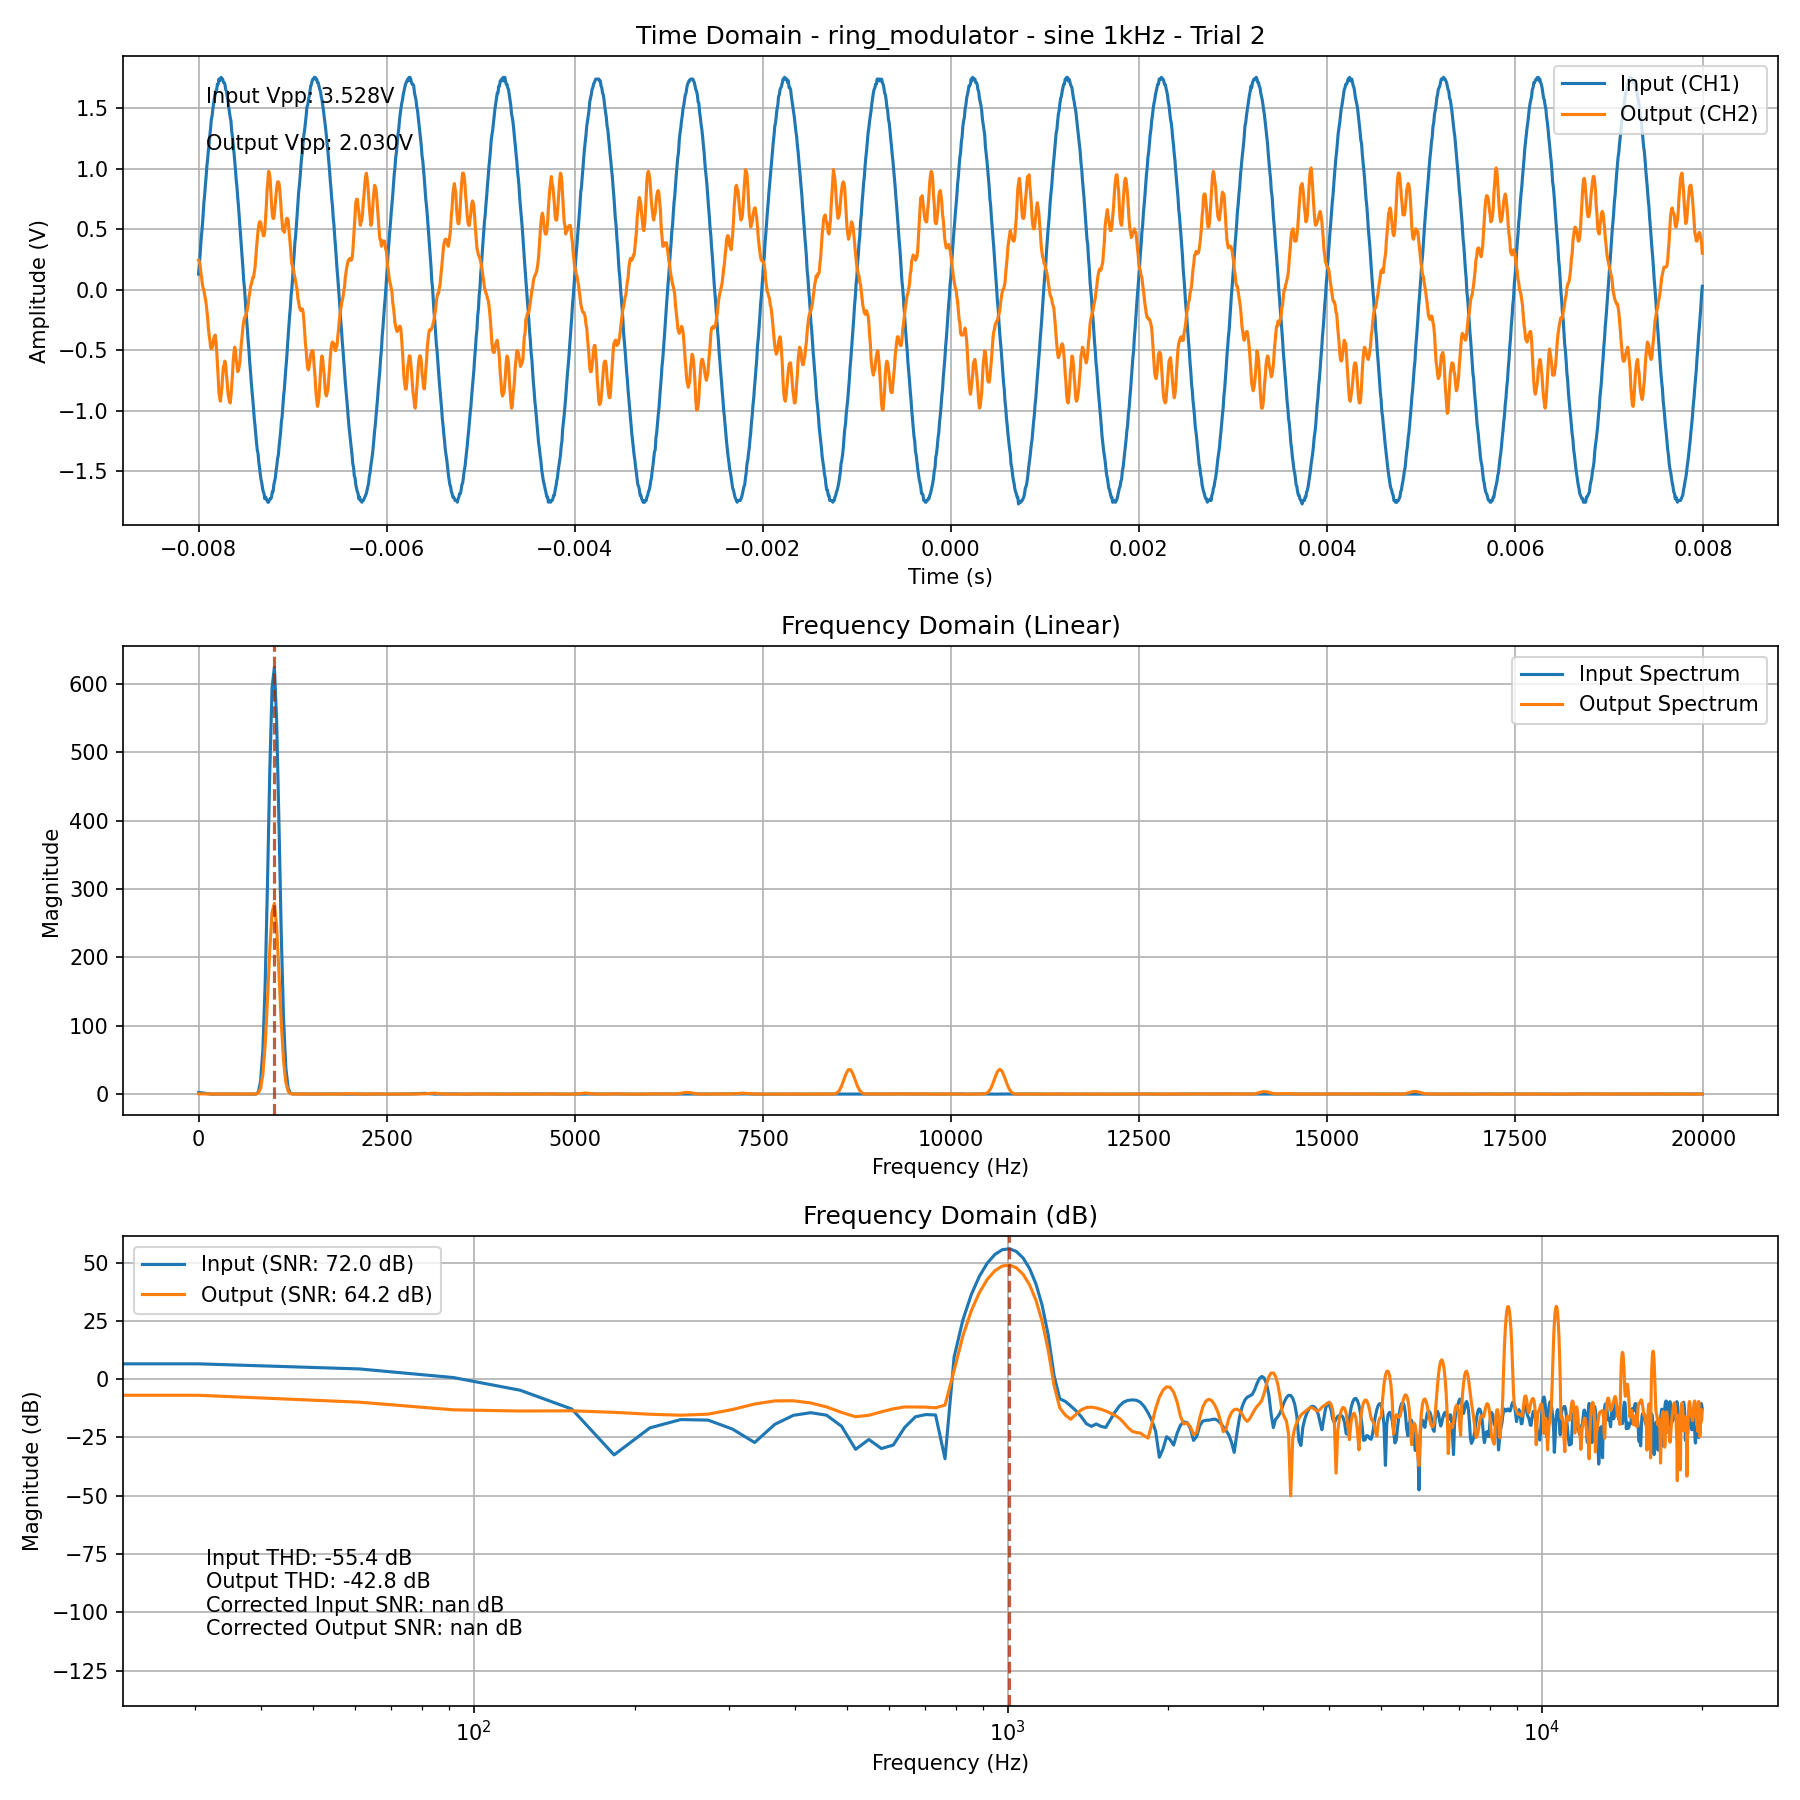 Time Domain - ring_modulator - sine 1kHz - Trial 2
Input Vpp: 3.528V
Output Vpp: 2.030V
Input (CH1)
Output (CH2)
Amplitude (V)
1.5
1.0
0.5
0.0
−0.5
−1.0
−1.5
−0.008 −0.006 −0.004 −0.002 0.000 0.002 0.004 0.006 0.008
Time (s)
Frequency Domain (Linear)
Input Spectrum
Output Spectrum
Magnitude
600
500
400
300
200
100
0
0 2500 5000 7500 10000 12500 15000 17500 20000
Frequency (Hz)
Frequency Domain (dB)
Input (SNR: 72.0 dB)
Output (SNR: 64.2 dB)
Magnitude (dB)
50
25
0
−25
−50
−75
−100
−125
Input THD: -55.4 dB
Output THD: -42.8 dB
Corrected Input SNR: nan dB
Corrected Output SNR: nan dB
10² 10³ 10⁴
Frequency (Hz)